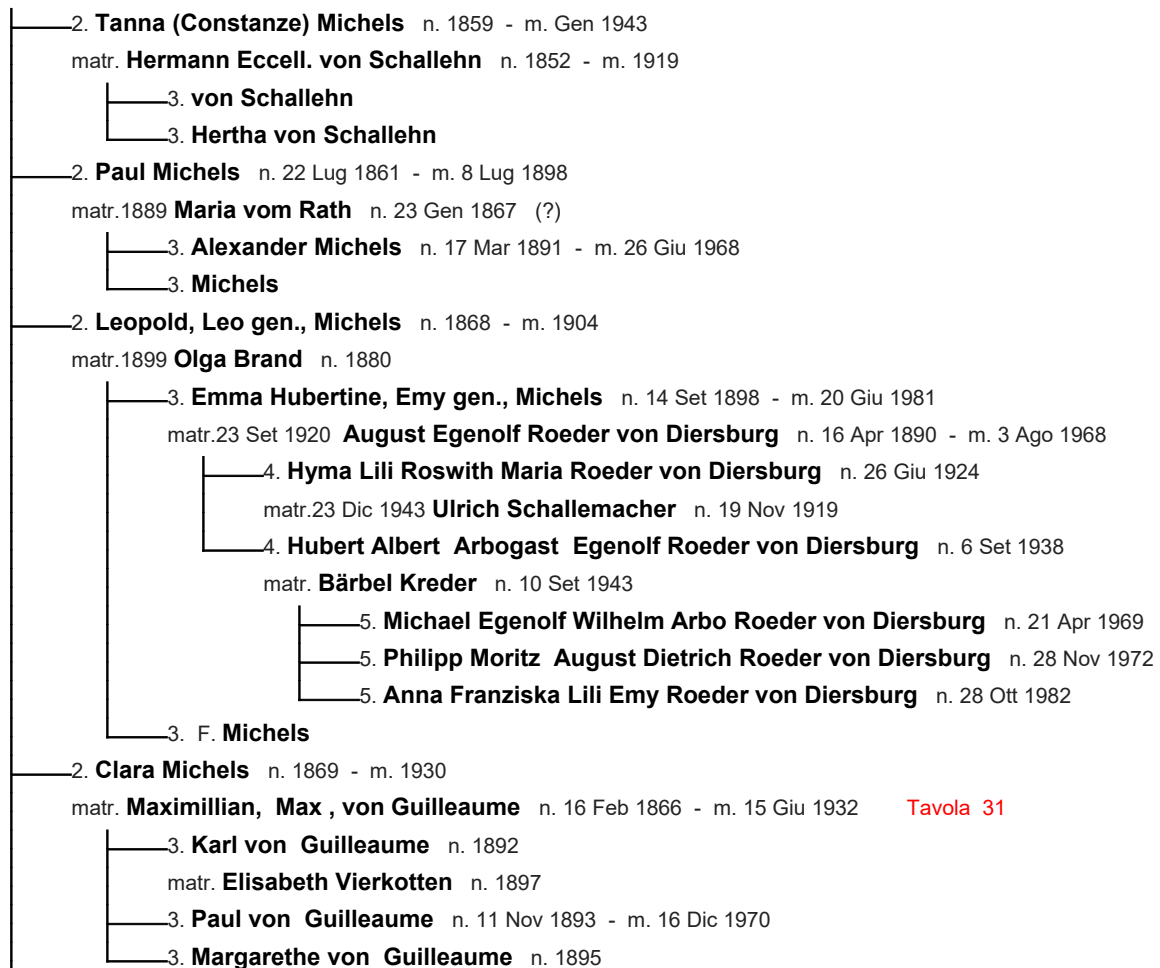 2. Tanna (Constanze) Michels n. 1859 - m. Gen 1943
matr. Hermann Eccell. von Schallehn n. 1852 - m. 1919
3. von Schallehn
3. Hertha von Schallehn
2. Paul Michels n. 22 Lug 1861 - m. 8 Lug 1898
matr.1889 Maria vom Rath n. 23 Gen 1867 (?)
3. Alexander Michels n. 17 Mar 1891 - m. 26 Giu 1968
3. Michels
2. Leopold, Leo gen., Michels n. 1868 - m. 1904
matr.1899 Olga Brand n. 1880
3. Emma Hubertine, Emy gen., Michels n. 14 Set 1898 - m. 20 Giu 1981
matr.23 Set 1920 August Egenolf Roeder von Diersburg n. 16 Apr 1890 - m. 3 Ago 1968
4. Hyma Lili Roswith Maria Roeder von Diersburg n. 26 Giu 1924
matr.23 Dic 1943 Ulrich Schallemacher n. 19 Nov 1919
4. Hubert Albert Arbogast Egenolf Roeder von Diersburg n. 6 Set 1938
matr. Bärbel Kreder n. 10 Set 1943
5. Michael Egenolf Wilhelm Arbo Roeder von Diersburg n. 21 Apr 1969
5. Philipp Moritz August Dietrich Roeder von Diersburg n. 28 Nov 1972
5. Anna Franziska Lili Emy Roeder von Diersburg n. 28 Ott 1982
3. F. Michels
2. Clara Michels n. 1869 - m. 1930
matr. Maximillian, Max , von Guilleaume n. 16 Feb 1866 - m. 15 Giu 1932 Tavola 31
3. Karl von Guilleaume n. 1892
matr. Elisabeth Vierkotten n. 1897
3. Paul von Guilleaume n. 11 Nov 1893 - m. 16 Dic 1970
3. Margarethe von Guilleaume n. 1895